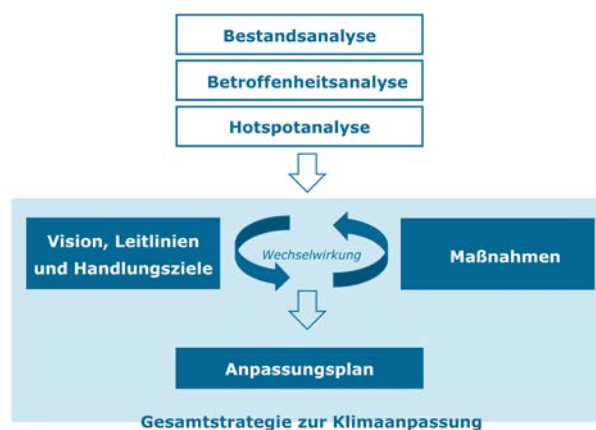 Bestandsanalyse
Betroffenheitsanalyse
Hotspotanalyse
Vision, Leitlinien
und Handlungsziele
Wechselwirkung
Maßnahmen
Anpassungsplan
Gesamtstrategie zur Klimaanpassung